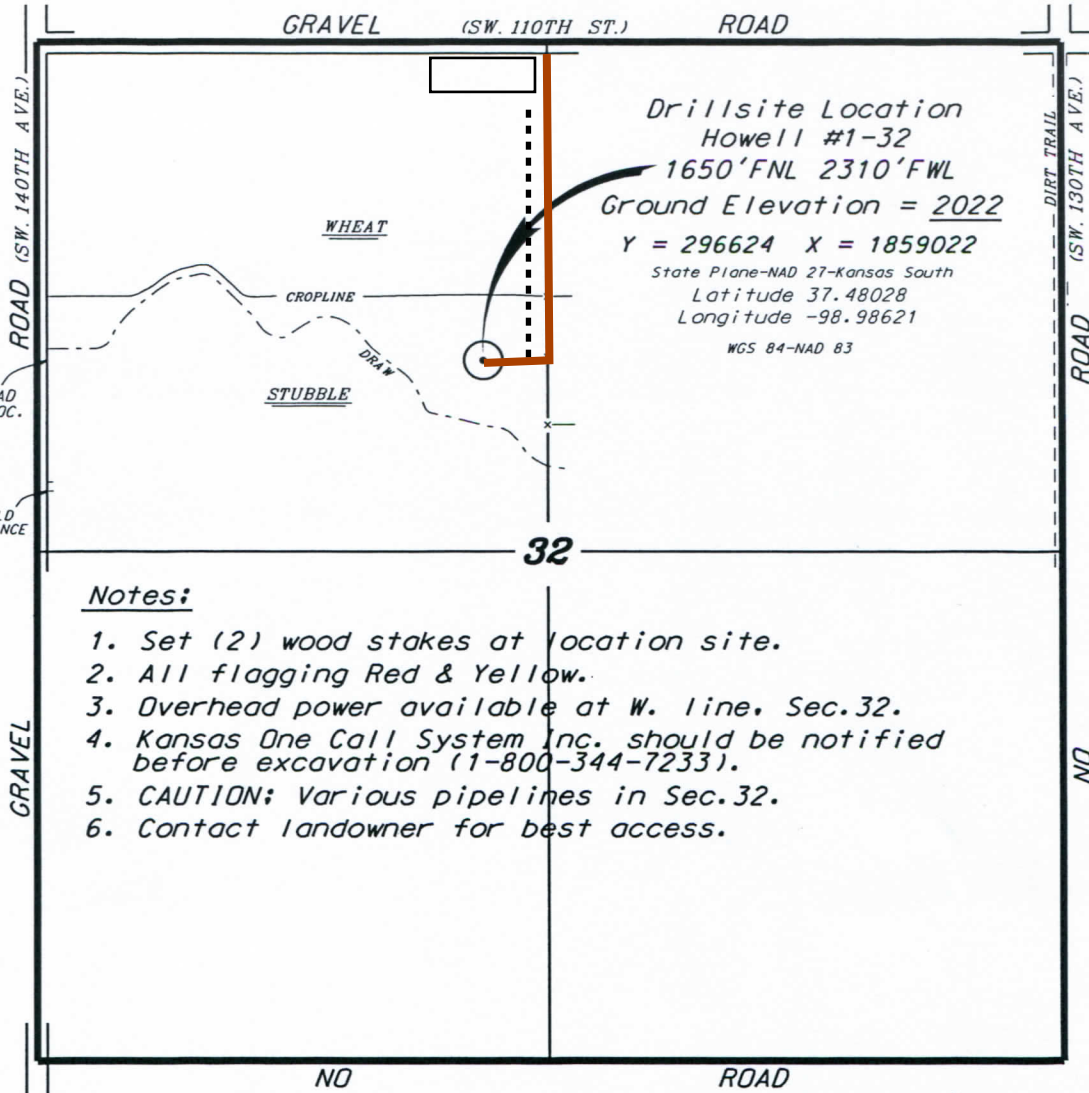 GRAVEL (SW. 110TH ST.) ROAD
ROAD (SW. 140TH AVE.)
Drillsite Location
Howell #1-32
1650'FNL 2310'FWL
Ground Elevation = 2022
Y = 296624 X = 1859022
State Plane-NAD 27-Kansas South
Latitude 37.48028
Longitude -98.98621
WGS 84-NAD 83
DIRT TRAIL
ROAD (SW. 130TH AVE.)
WHEAT
CROPLINE
DRAW
STUBBLE
32
Notes:
1. Set (2) wood stakes at location site.
2. All flagging Red & Yellow.
3. Overhead power available at W. line, Sec.32.
4. Kansas One Call System Inc. should be notified
before excavation (1-800-344-7233).
5. CAUTION: Various pipelines in Sec.32.
6. Contact landowner for best access.
GRAVEL
NO
NO ROAD